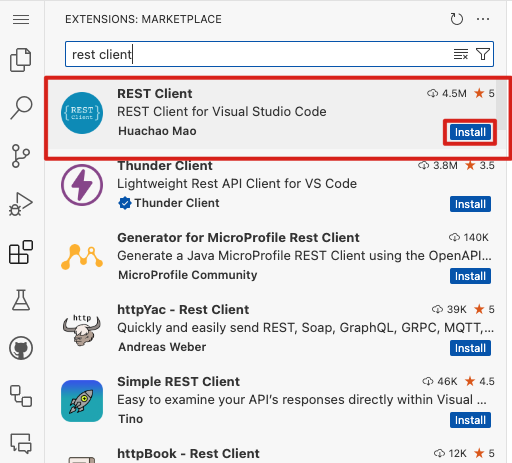 EXTENSIONS: MARKETPLACE
rest client
REST Client
4.5M ★ 5
REST Client for Visual Studio Code
Huachao Mao
Install
{REST}
Client
Thunder Client
3.8M ★ 3.5
Lightweight Rest API Client for VS Code
Thunder Client
Install
Generator for MicroProfile Rest Client
140K
Generate a Java MicroProfile REST Client using the OpenAPI...
MicroProfile Community
Install
http
httpYac - Rest Client
39K ★ 5
Quickly and easily send REST, Soap, GraphQL, GRPC, MQTT,...
Andreas Weber
Install
Simple REST Client
46K ★ 4.5
Easy to examine your API's responses directly within Visual ...
Tino
Install
httpBook - Rest Client
12K ★ 5